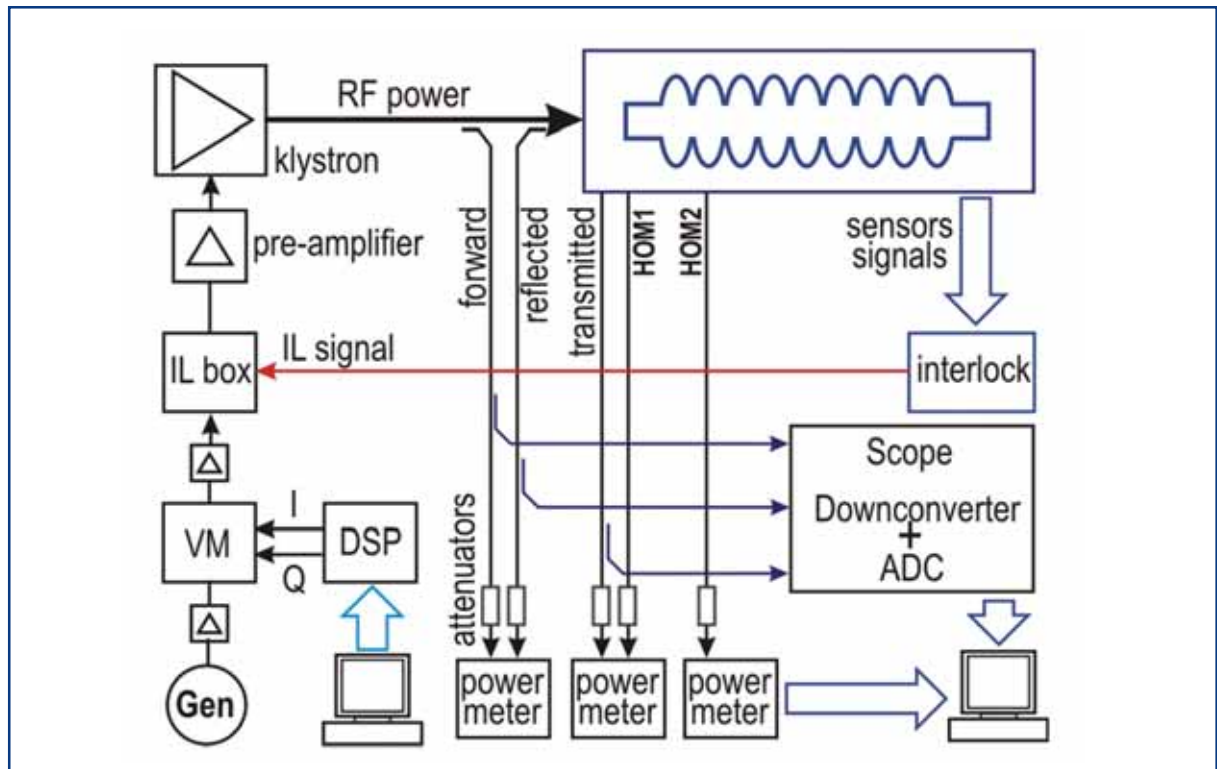 RF power
klystron
pre-amplifier
forward
reflected
transmitted
HOM1
HOM2
sensors
signals
IL box
IL signal
interlock
VM
I
Q
DSP
attenuators
Scope
Downconverter
+
ADC
Gen
power
meter
power
meter
power
meter